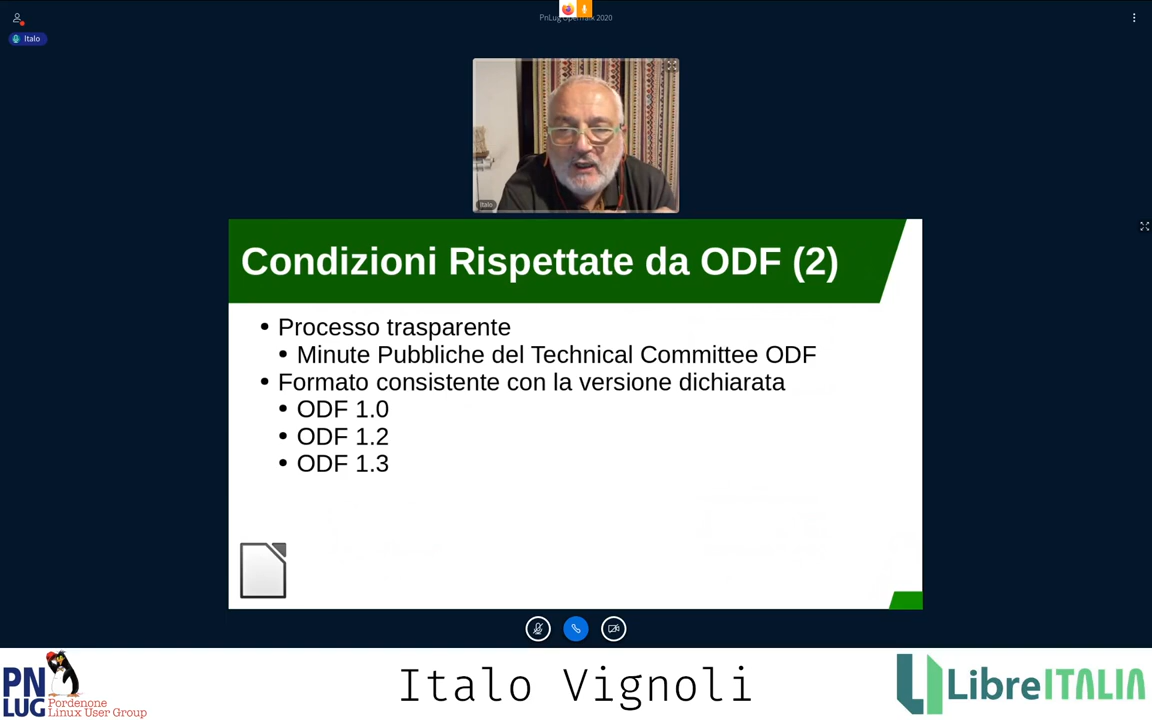 PnLug OpenTalk 2020
Italo
Italo
Condizioni Rispettate da ODF (2)
• Processo trasparente
• Minute Pubbliche del Technical Committee ODF
• Formato consistente con la versione dichiarata
• ODF 1.0
• ODF 1.2
• ODF 1.3
PN
LUG
Pordenone
Linux User Group
Italo Vignoli
LibreITALIA